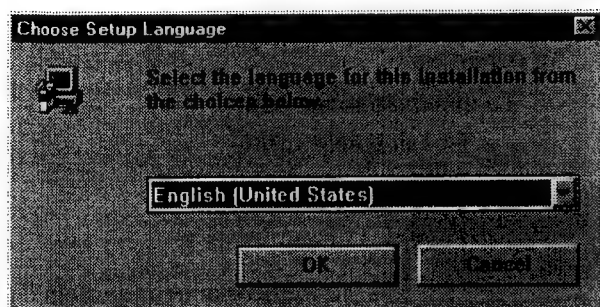 Choose Setup Language
Select the language for this installation from
the choices below.
English (United States)
OK
Cancel